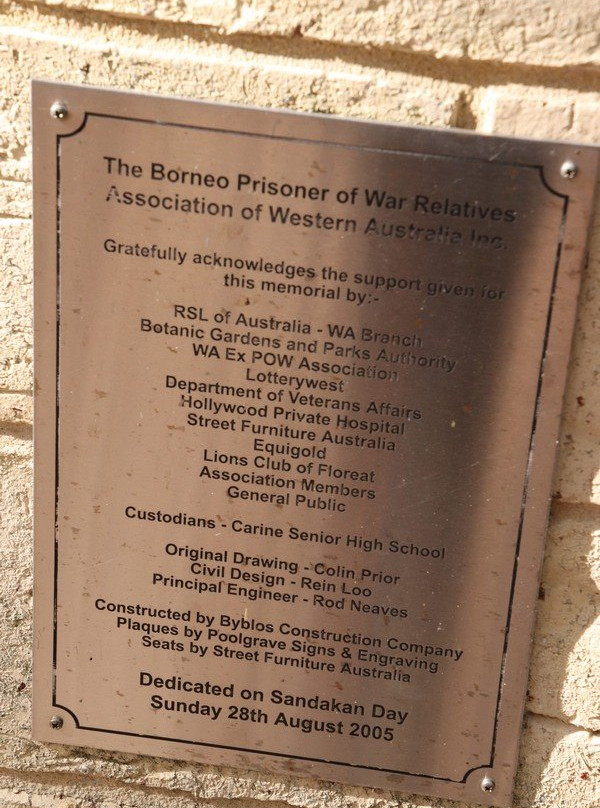 The Borneo Prisoner of War Relatives
Association of Western Australia Inc.
Gratefully acknowledges the support given for
this memorial by:-
RSL of Australia - WA Branch
Botanic Gardens and Parks Authority
WA Ex POW Association
Lotterywest
Department of Veterans Affairs
Hollywood Private Hospital
Street Furniture Australia
Equigold
Lions Club of Floreat
Association Members
General Public
Custodians - Carine Senior High School
Original Drawing - Colin Prior
Civil Design - Rein Loo
Principal Engineer - Rod Neaves
Constructed by Byblos Construction Company
Plaques by Poolgrave Signs & Engraving
Seats by Street Furniture Australia
Dedicated on Sandakan Day
Sunday 28th August 2005